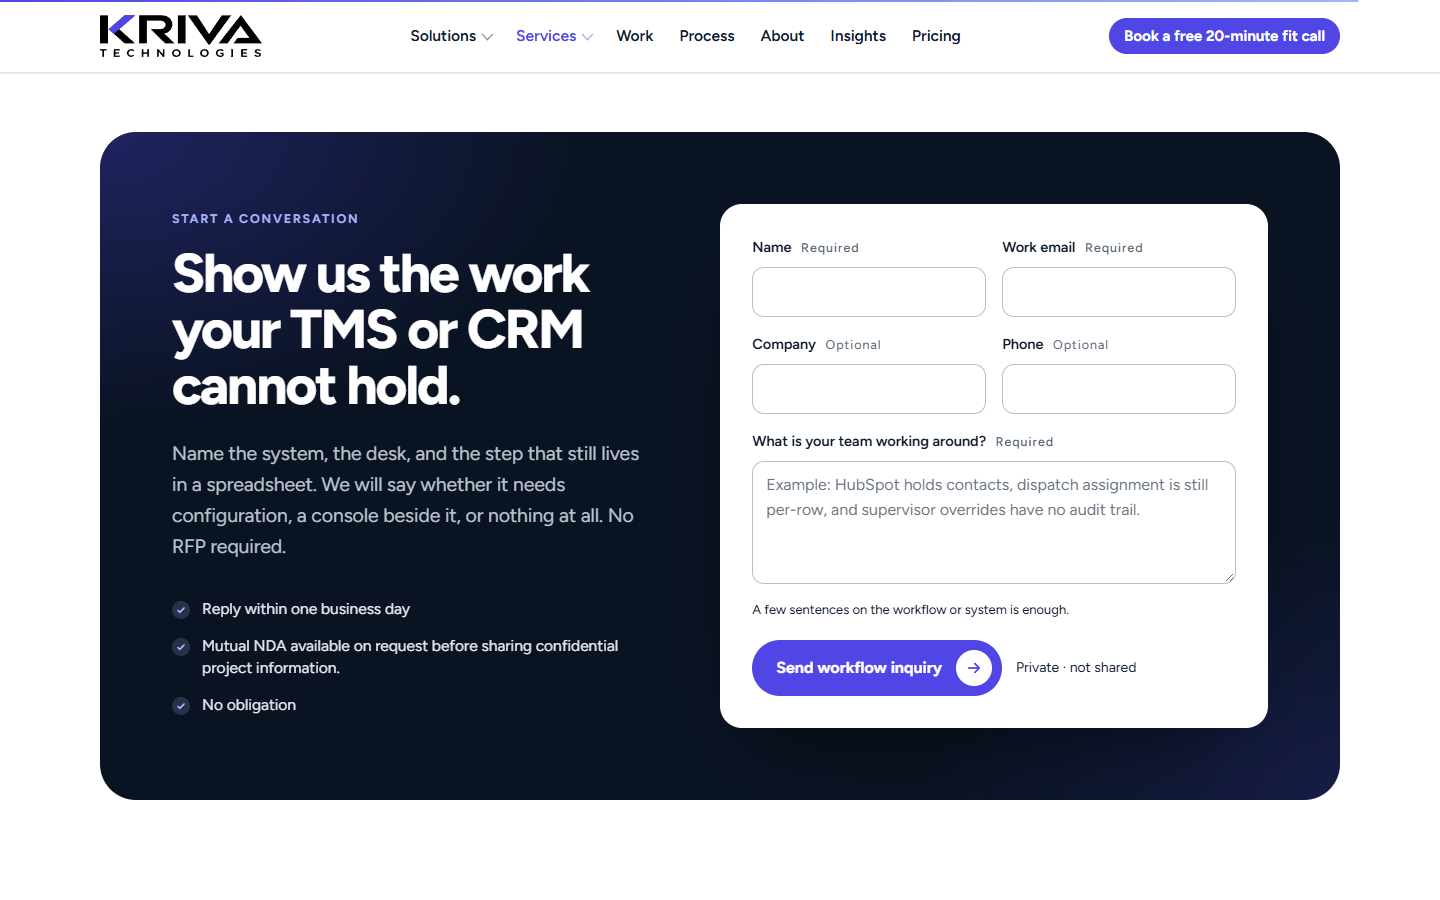 KRIVA
TECHNOLOGIES
Solutions
Services
Work
Process
About
Insights
Pricing
Book a free 20-minute fit call
START A CONVERSATION
Show us the work
your TMS or CRM
cannot hold.
Name the system, the desk, and the step that still lives
in a spreadsheet. We will say whether it needs
configuration, a console beside it, or nothing at all. No
RFP required.
Reply within one business day
Mutual NDA available on request before sharing confidential
project information.
No obligation
Name Required
Work email Required
Company Optional
Phone Optional
What is your team working around? Required
Example: HubSpot holds contacts, dispatch assignment is still
per-row, and supervisor overrides have no audit trail.
A few sentences on the workflow or system is enough.
Send workflow inquiry
Private · not shared